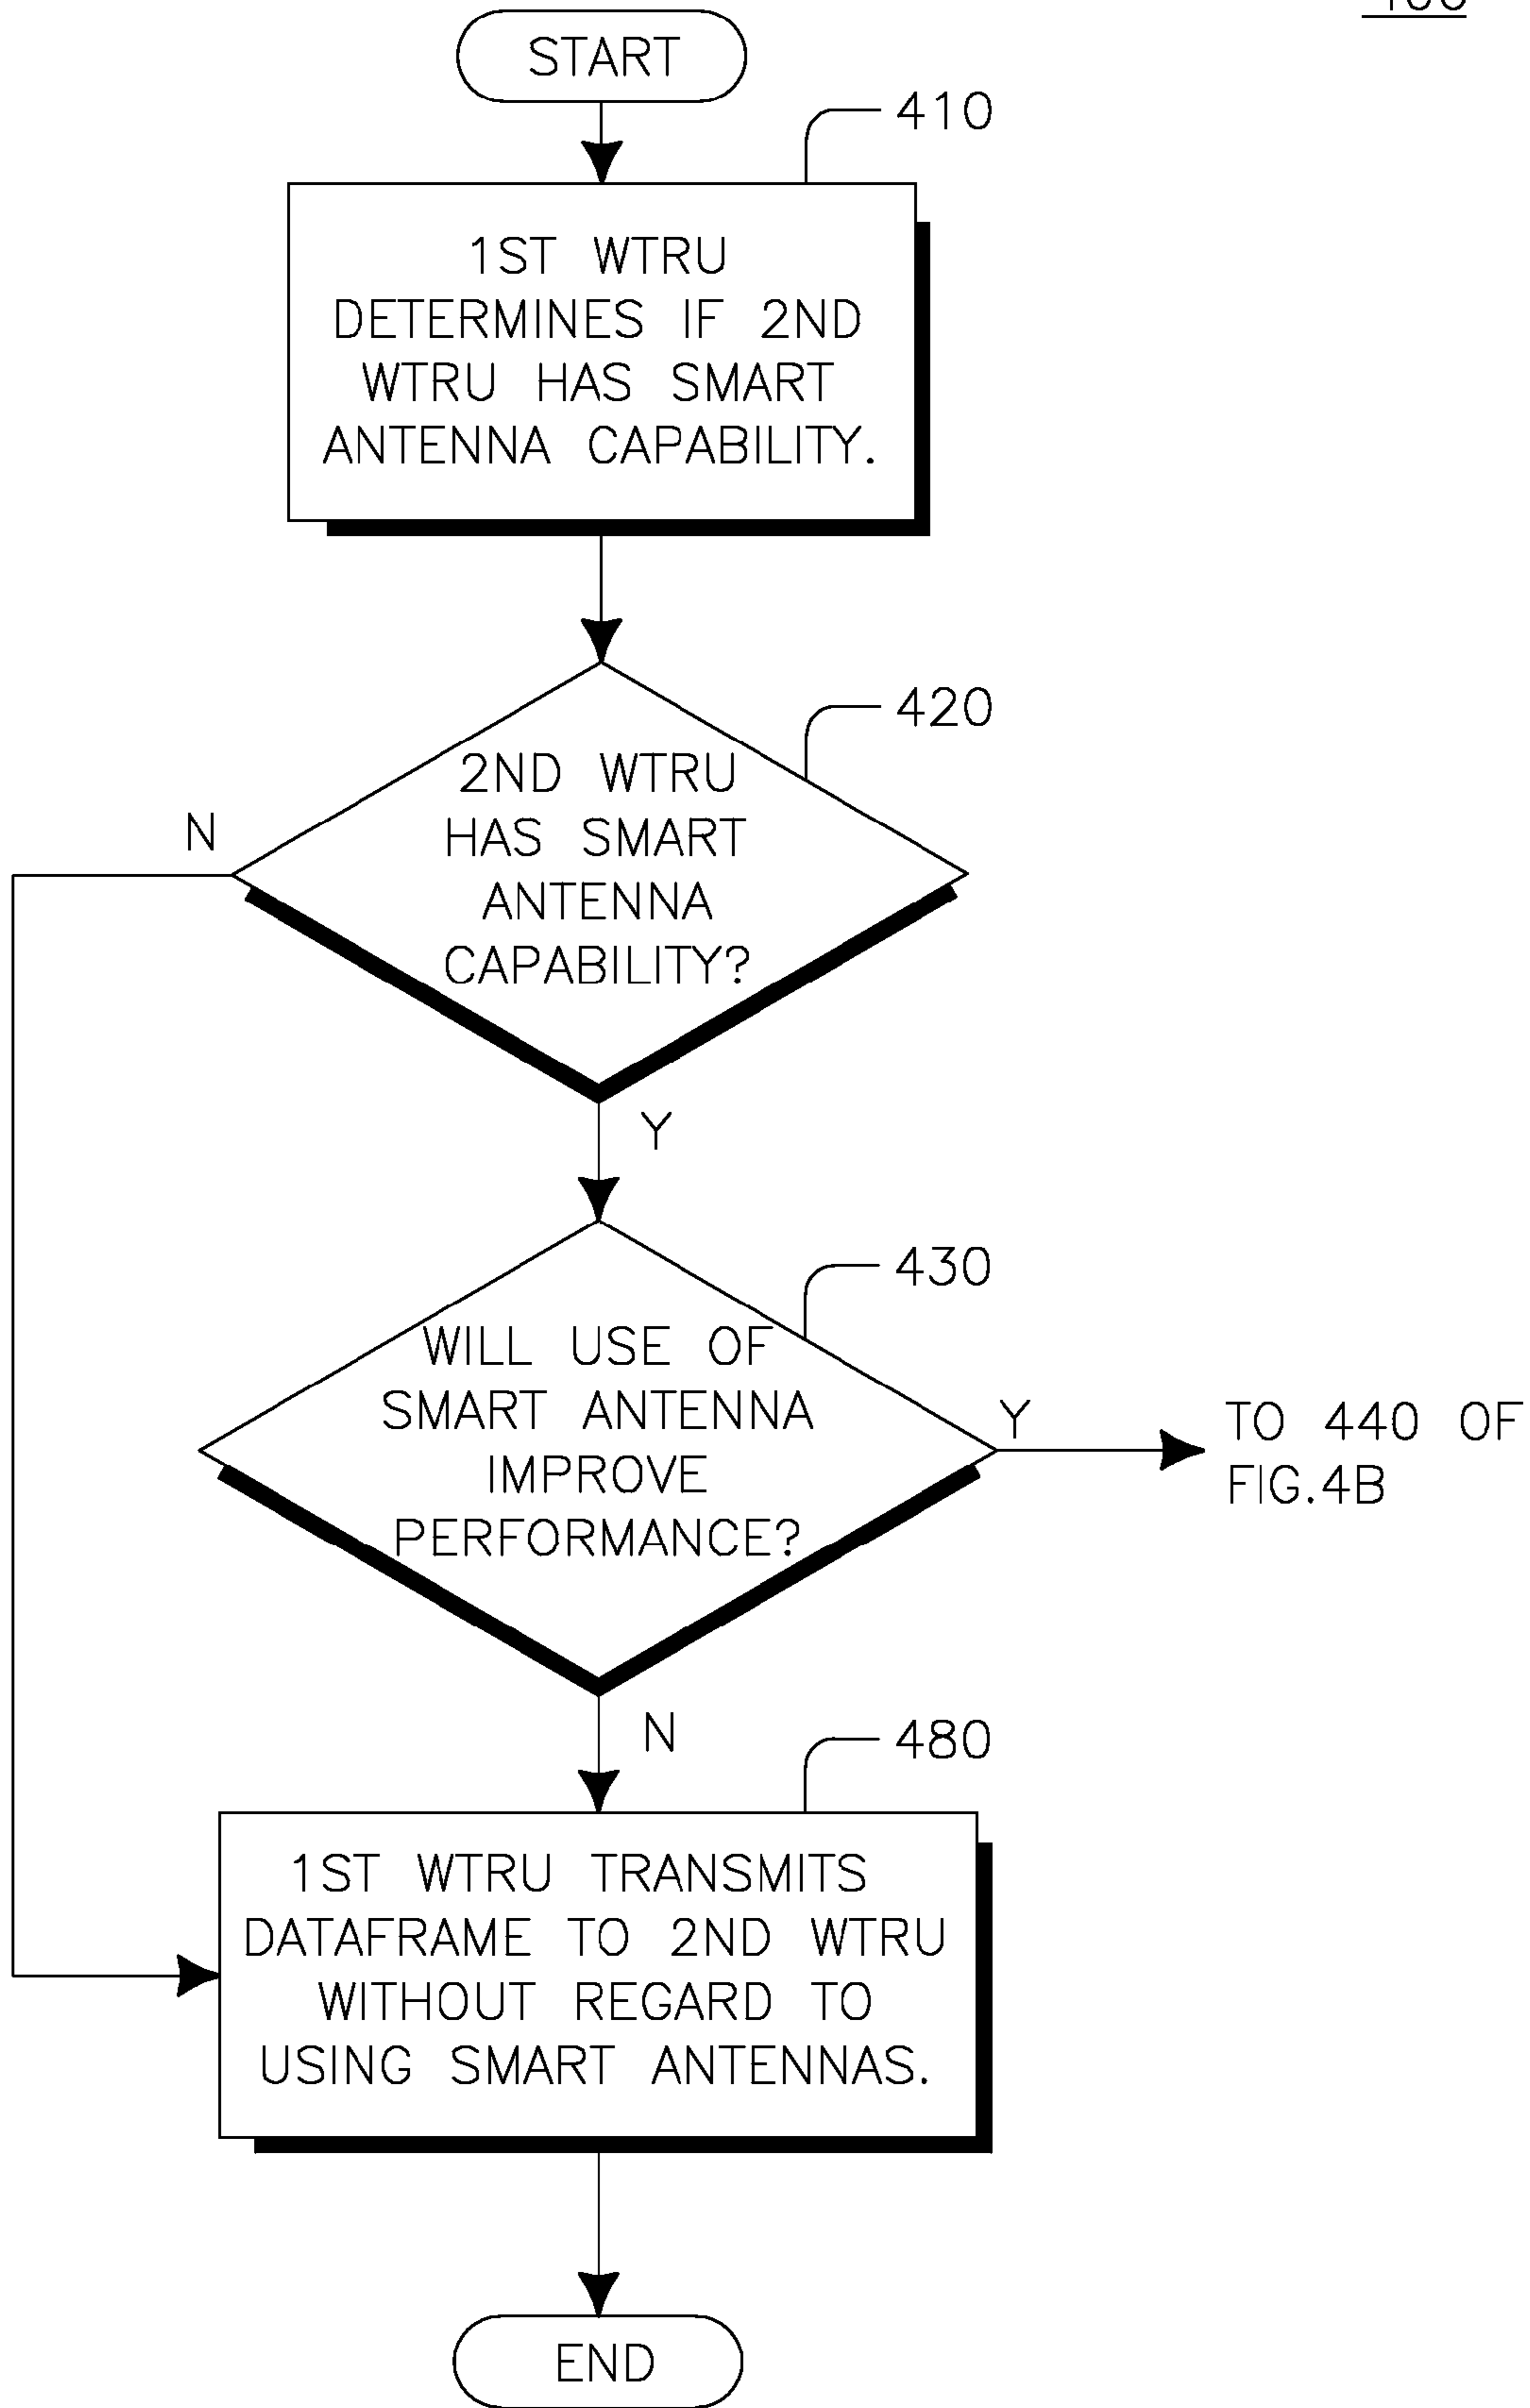 START
410
1ST WTRU
DETERMINES IF 2ND
WTRU HAS SMART
ANTENNA CAPABILITY.
420
2ND WTRU
HAS SMART
ANTENNA
CAPABILITY?
N
Y
430
WILL USE OF
SMART ANTENNA
IMPROVE
PERFORMANCE?
Y
TO 440 OF
FIG.4B
N
480
1ST WTRU TRANSMITS
DATAFRAME TO 2ND WTRU
WITHOUT REGARD TO
USING SMART ANTENNAS.
END